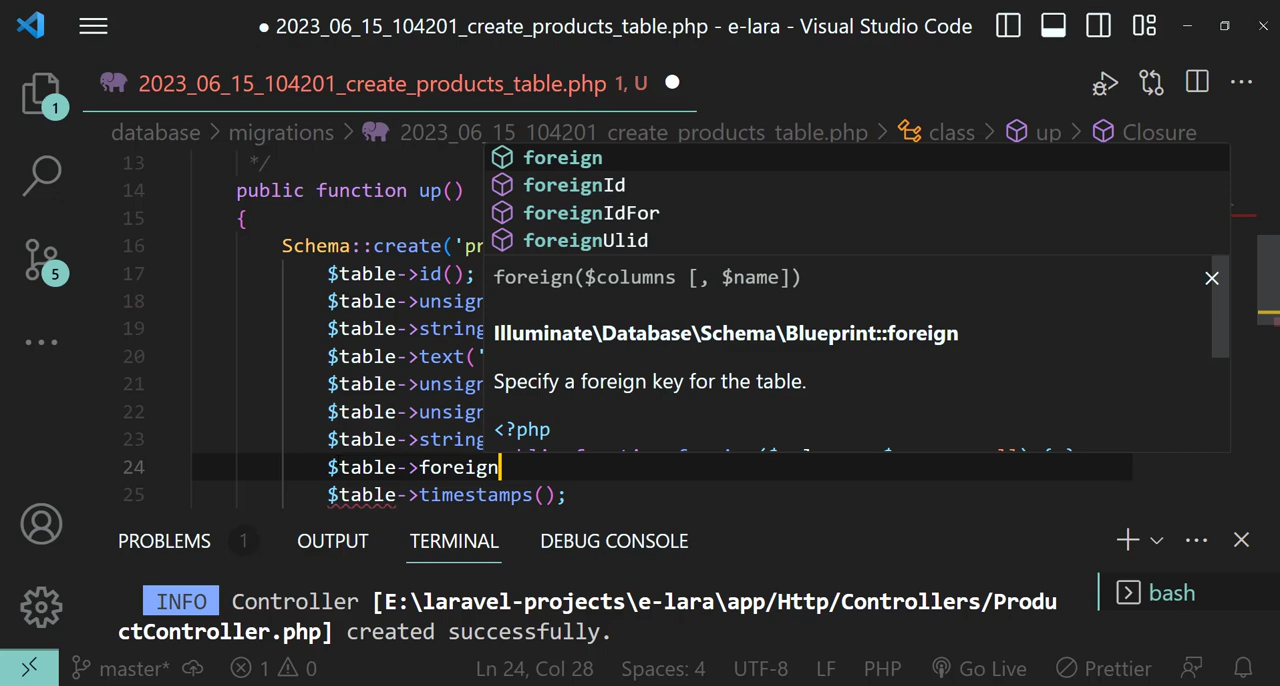 ● 2023_06_15_104201_create_products_table.php - e-lara - Visual Studio Code
2023_06_15_104201_create_products_table.php 1, U ●
database > migrations > 2023_06_15_104201_create_products_table.php > class > up > Closure
13 */
14 public function up()
15 {
16 Schema::create('pr
17 $table->id();
18 $table->unsign
19 $table->string
20 $table->text('
21 $table->unsign
22 $table->unsign
23 $table->string
24 $table->foreign
25 $table->timestamps();
foreign
foreignId
foreignIdFor
foreignUlid
foreign($columns [, $name])
Illuminate\Database\Schema\Blueprint::foreign
Specify a foreign key for the table.
<?php
1
5
PROBLEMS 1 OUTPUT TERMINAL DEBUG CONSOLE
INFO Controller [E:\laravel-projects\e-lara\app/Http/Controllers/Produ
ctController.php] created successfully.
bash
master* 1 0 Ln 24, Col 28 Spaces: 4 UTF-8 LF PHP Go Live Prettier